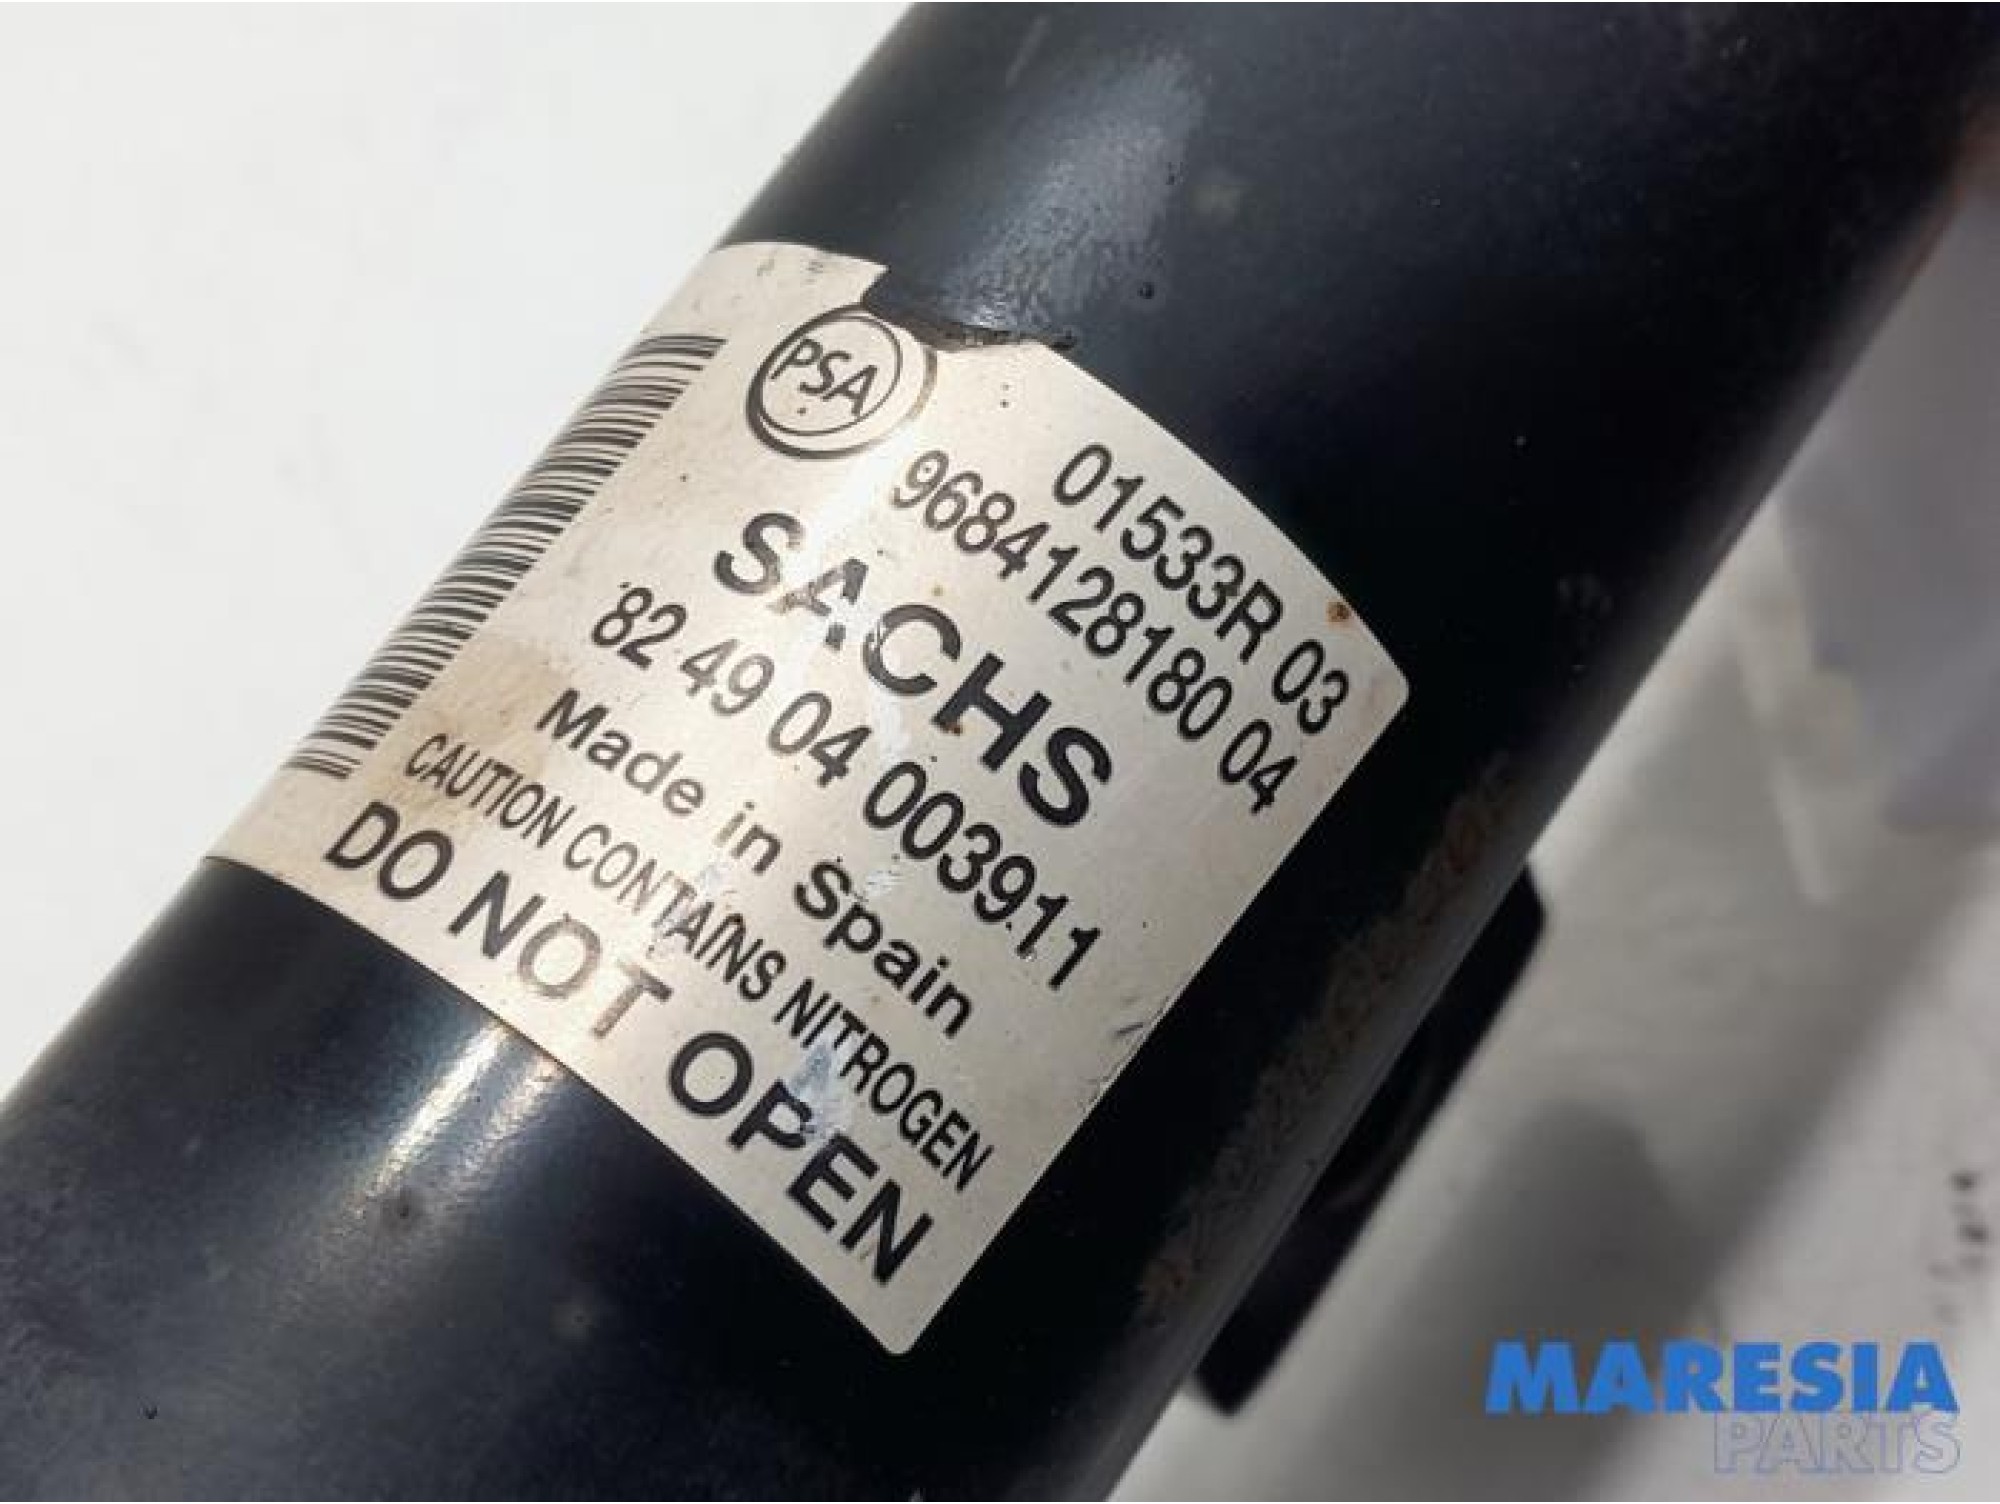 PSA
01533R 03
9684128180 04
SACHS
82 49 04 003911
Made in Spain
CAUTION CONTAINS NITROGEN
DO NOT OPEN
MARESIA
PARTS